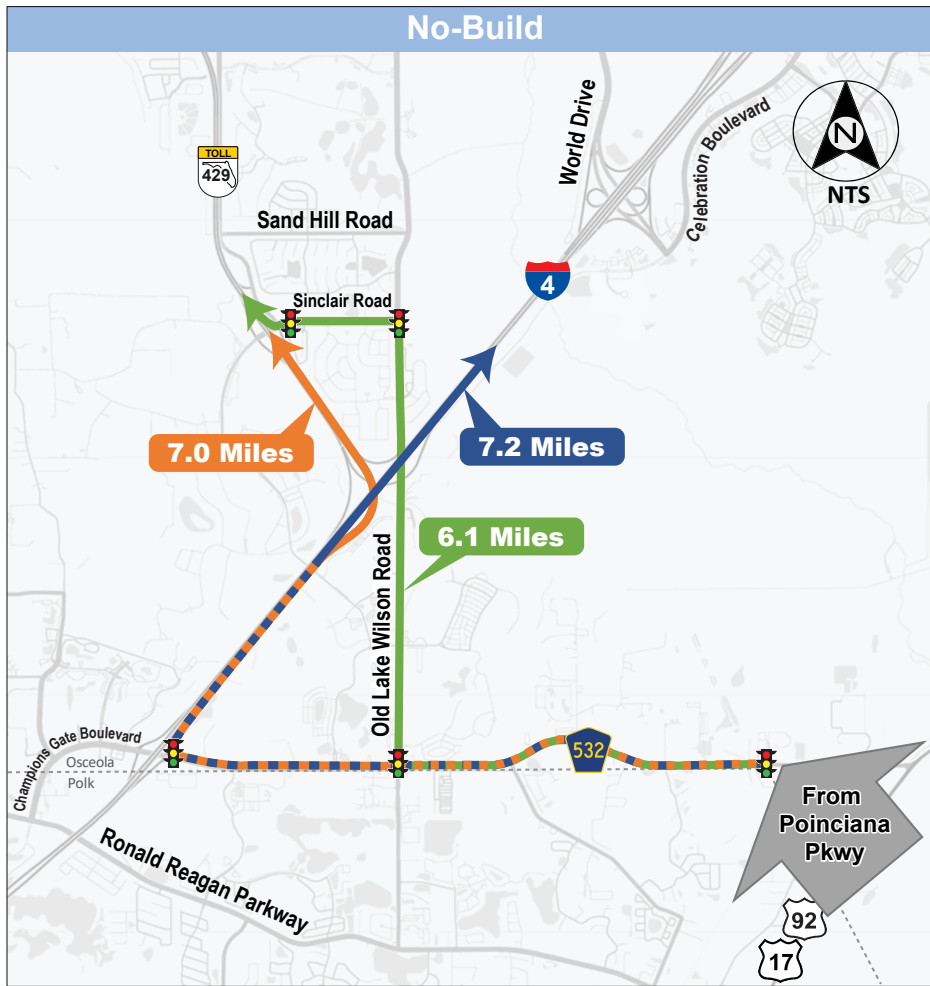 No-Build
World Drive
Celebration Boulevard
N
NTS
TOLL
429
Sand Hill Road
4
Sinclair Road
7.0 Miles
7.2 Miles
6.1 Miles
Old Lake Wilson Road
Champions Gate Boulevard
Osceola
Polk
532
From
Poinciana
Pkwy
Ronald Reagan Parkway
92
17